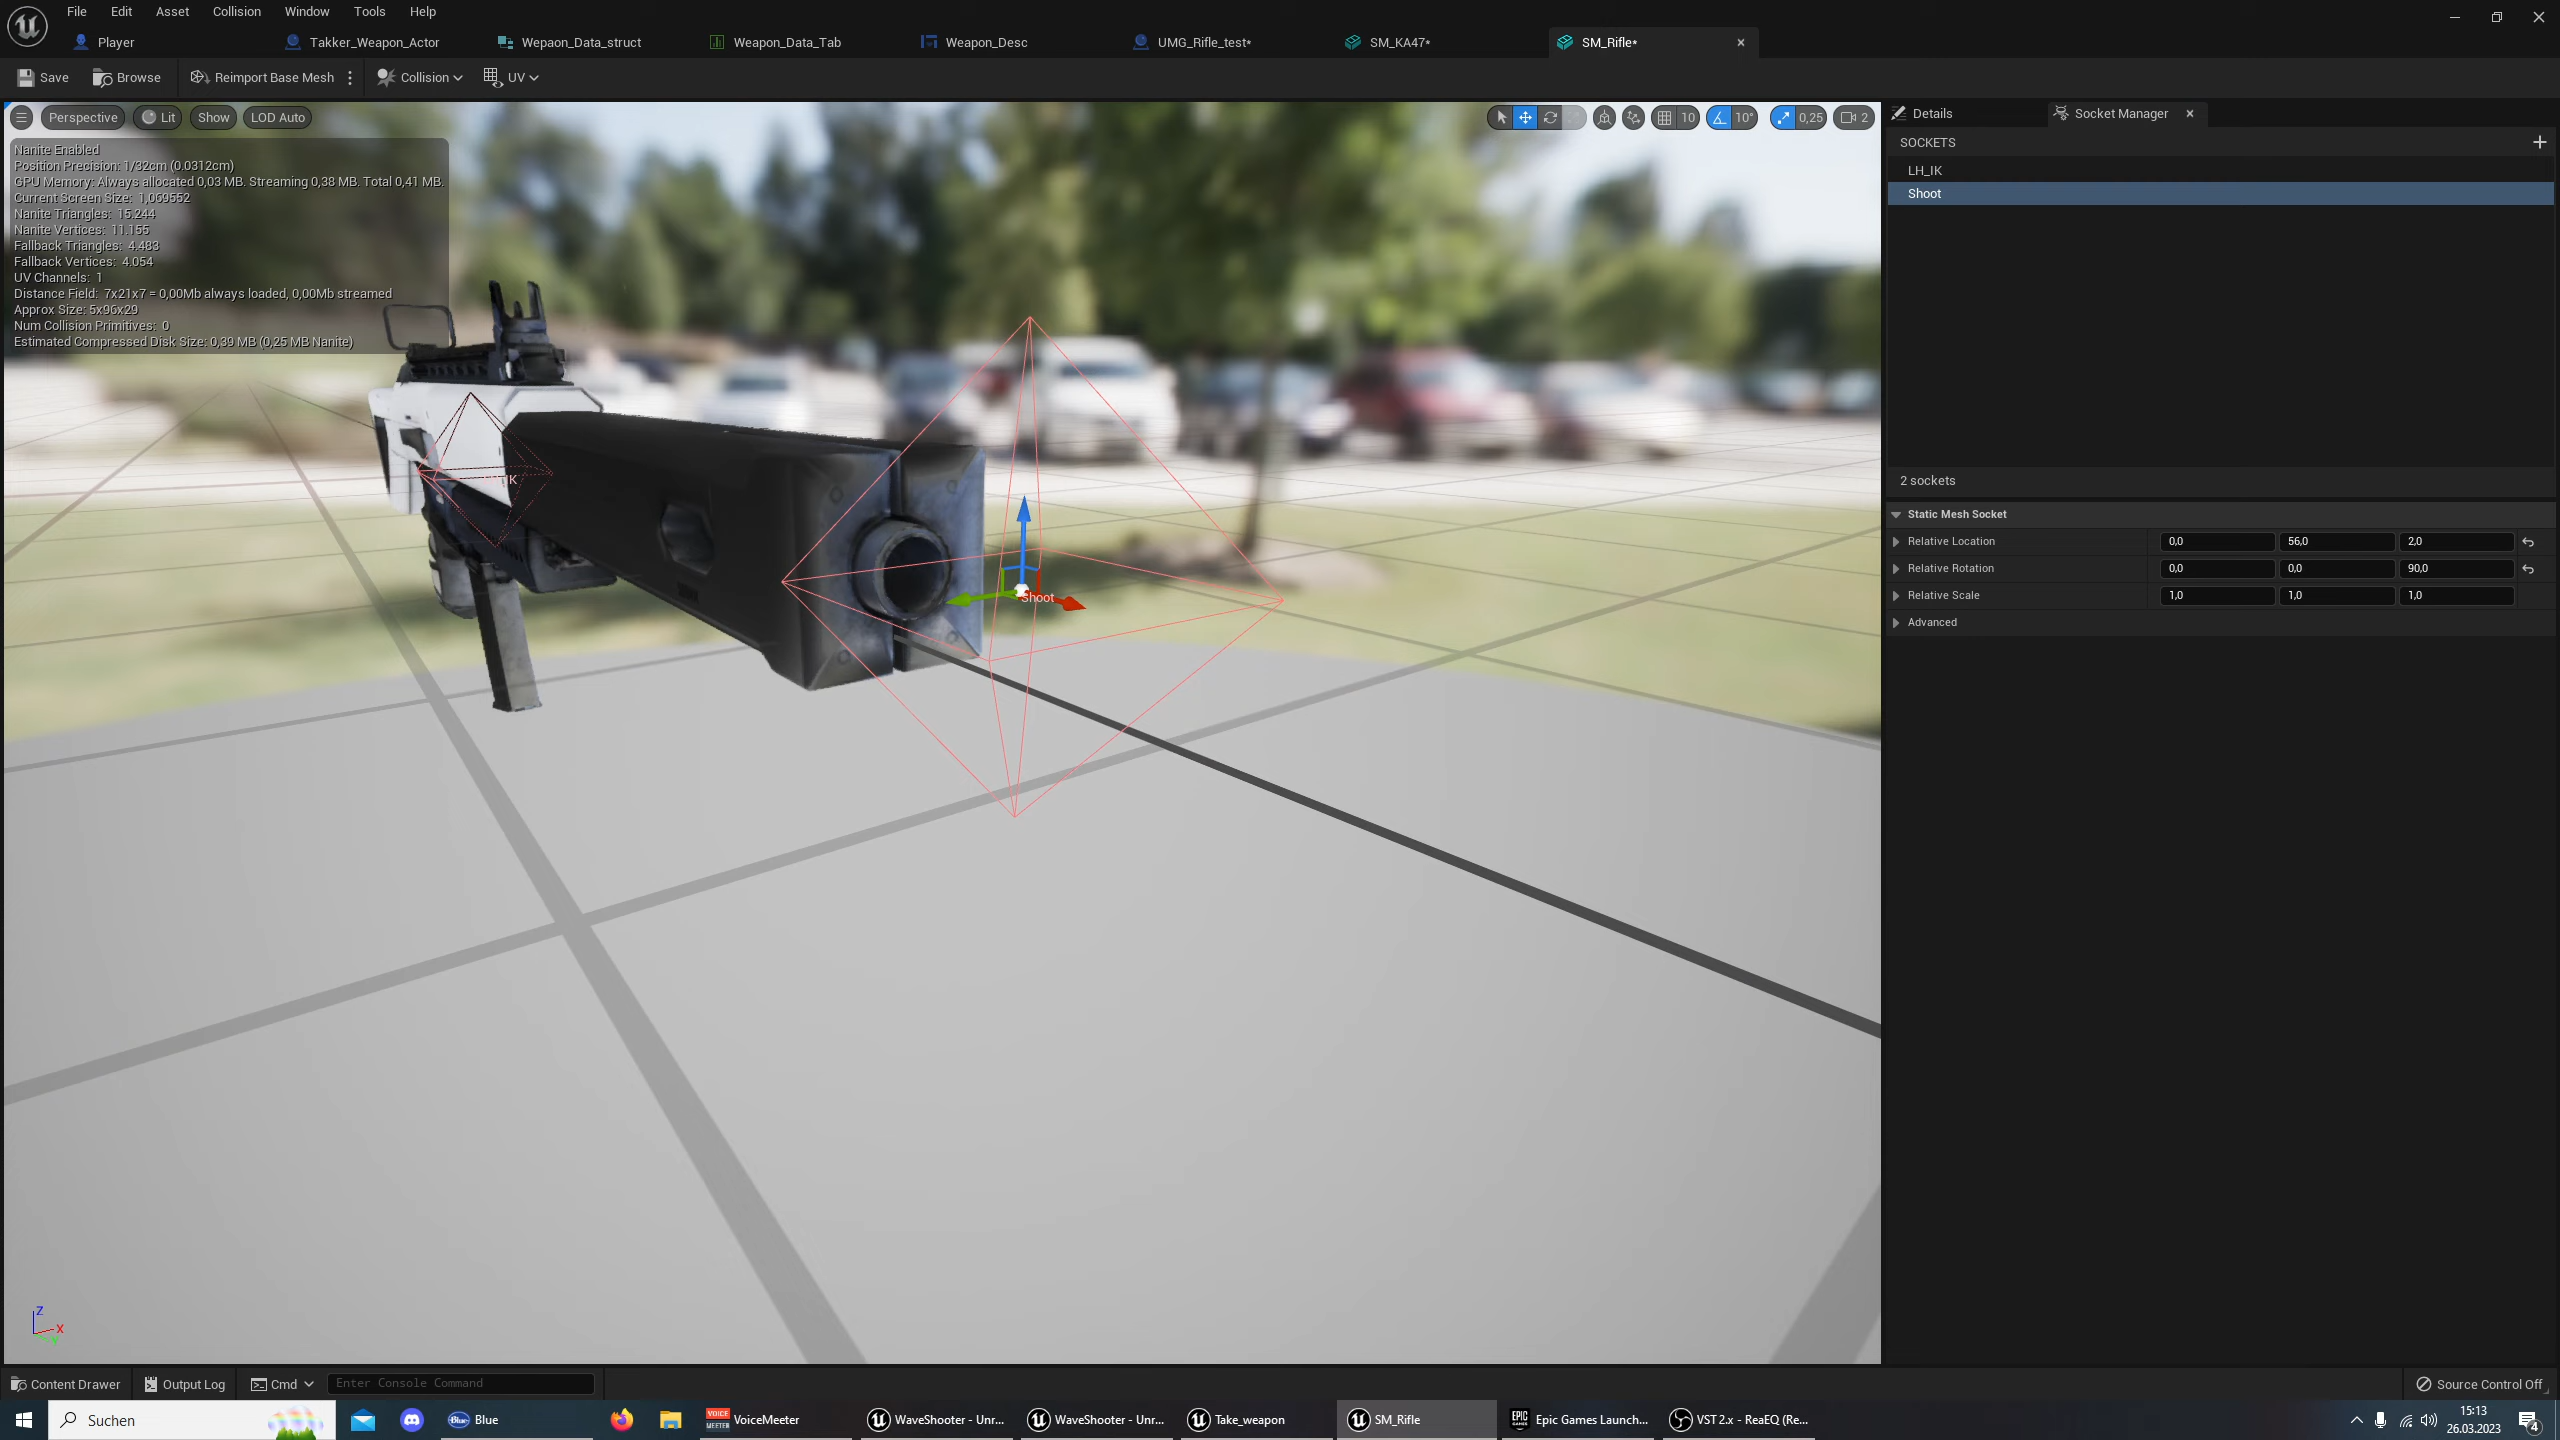 File Edit Asset Collision Window Tools Help
Player Takker_Weapon_Actor Wepaon_Data_struct Weapon_Data_Tab Weapon_Desc UMG_Rifle_test* SM_KA47* SM_Rifle*
Save Browse Reimport Base Mesh Collision UV
Perspective Lit Show LOD Auto 10 10° 0,25 2
Nanite Enabled
Position Precision: 1/32cm (0.0312cm)
GPU Memory: Always allocated 0,03 MB. Streaming 0,38 MB. Total 0,41 MB.
Current Screen Size: 1,069552
Nanite Triangles: 15.244
Nanite Vertices: 11.155
Fallback Triangles: 4.483
Fallback Vertices: 4.054
UV Channels: 1
Distance Field: 7x21x7 = 0,00Mb always loaded, 0,00Mb streamed
Approx Size: 5x96x29
Num Collision Primitives: 0
Estimated Compressed Disk Size: 0,39 MB (0,25 MB Nanite)
Shoot
Z
X
Details Socket Manager
SOCKETS
LH_IK
Shoot
2 sockets
Static Mesh Socket
Relative Location 0,0 56,0 2,0
Relative Rotation 0,0 0,0 90,0
Relative Scale 1,0 1,0 1,0
Advanced
Content Drawer Output Log Cmd Enter Console Command Source Control Off
Suchen Blue Blue VOICE MEETER VoiceMeeter WaveShooter - Unr... WaveShooter - Unr... Take_weapon SM_Rifle EPIC GAMES Epic Games Launch... VST 2.x - ReaEQ (Re... 15:13
26.03.2023 4